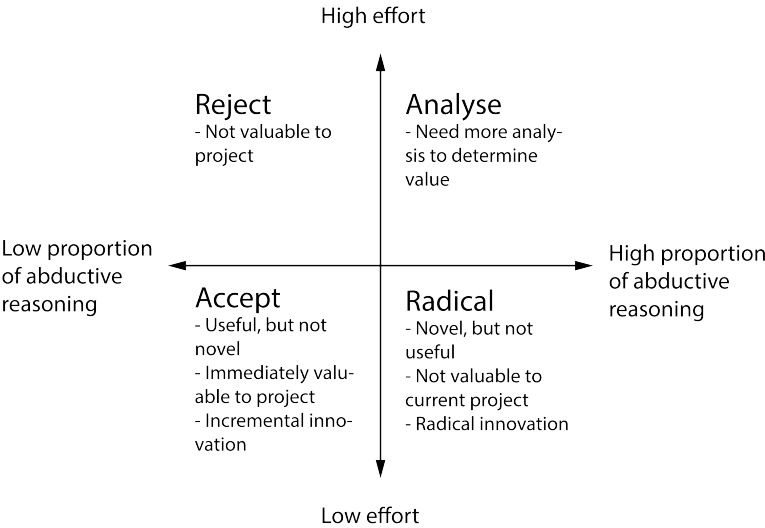 High effort
Reject
- Not valuable to
project
Analyse
- Need more analy-
sis to determine
value
Low proportion
of abductive
reasoning
High proportion
of abductive
reasoning
Accept
- Useful, but not
novel
- Immediately valu-
able to project
- Incremental inno-
vation
Radical
- Novel, but not
useful
- Not valuable to
current project
- Radical innovation
Low effort